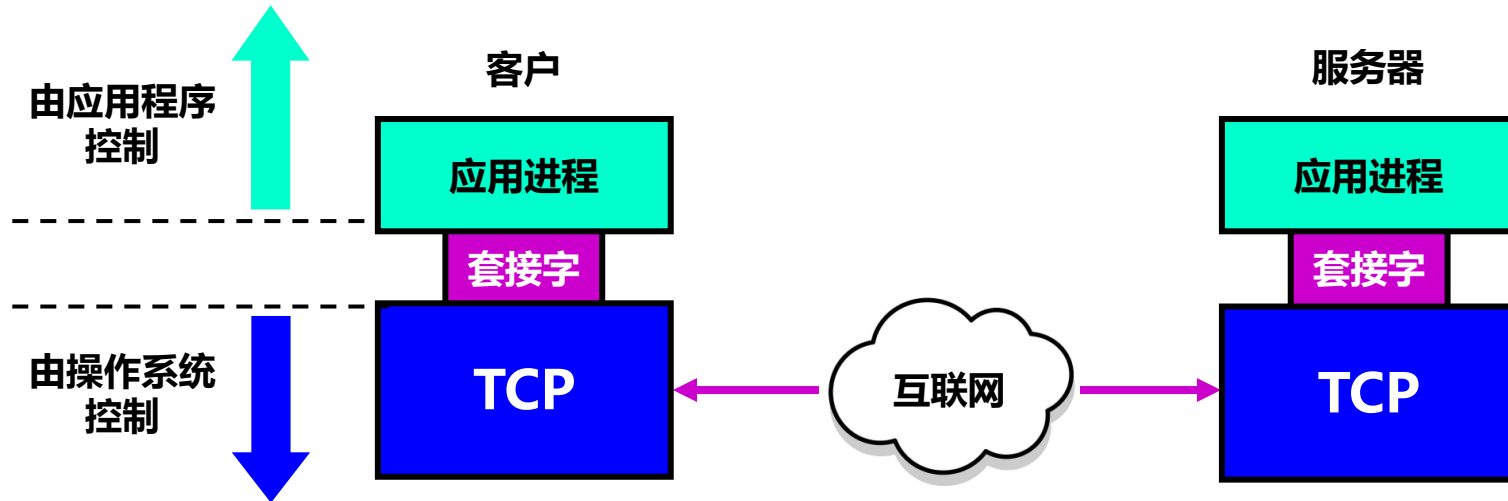 客户
服务器
由应用程序
控制
应用进程
应用进程
套接字
套接字
由操作系统
控制
TCP
互联网
TCP